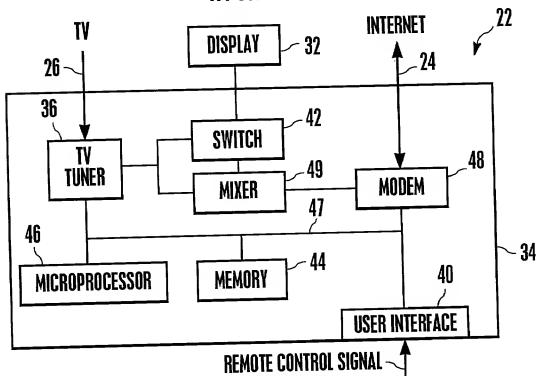 TV
DISPLAY
32
INTERNET
22
26
24
36
42
SWITCH
TV
TUNER
49
MIXER
48
MODEM
47
46
MICROPROCESSOR
MEMORY
44
34
40
USER INTERFACE
REMOTE CONTROL SIGNAL